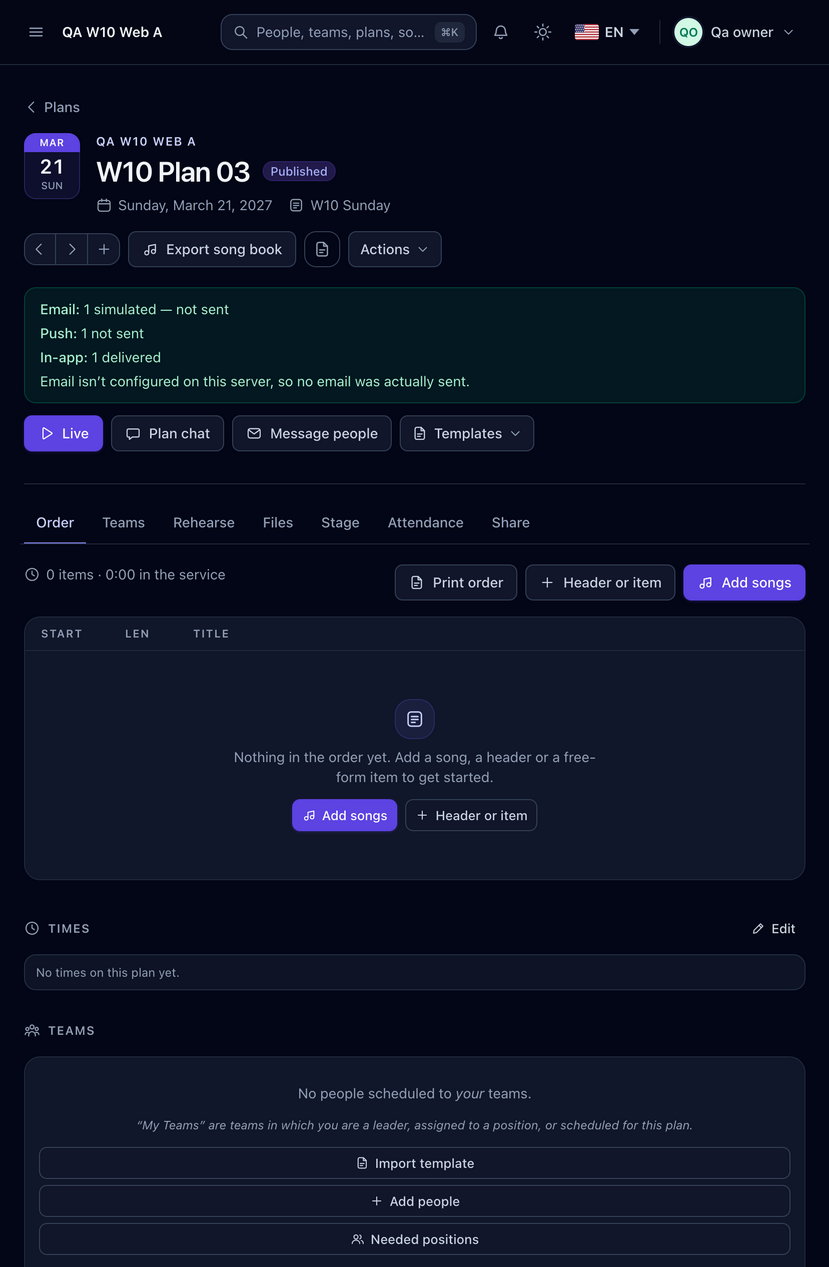 QA W10 Web A
People, teams, plans, so...
⌘K
EN
QO
Qa owner
Plans
MAR
21
SUN
QA W10 WEB A
W10 Plan 03
Published
Sunday, March 21, 2027
W10 Sunday
Export song book
Actions
Email: 1 simulated — not sent
Push: 1 not sent
In-app: 1 delivered
Email isn't configured on this server, so no email was actually sent.
Live
Plan chat
Message people
Templates
Order
Teams
Rehearse
Files
Stage
Attendance
Share
0 items · 0:00 in the service
Print order
Header or item
Add songs
START
LEN
TITLE
Nothing in the order yet. Add a song, a header or a free-
form item to get started.
Add songs
Header or item
TIMES
Edit
No times on this plan yet.
TEAMS
No people scheduled to your teams.
“My Teams” are teams in which you are a leader, assigned to a position, or scheduled for this plan.
Import template
Add people
Needed positions